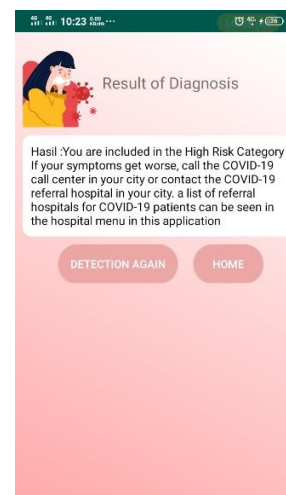 10:23
Result of Diagnosis
Hasil :You are included in the High Risk Category
If your symptoms get worse, call the COVID-19
call center in your city or contact the COVID-19
referral hospital in your city. a list of referral
hospitals for COVID-19 patients can be seen in
the hospital menu in this application
DETECTION AGAIN
HOME